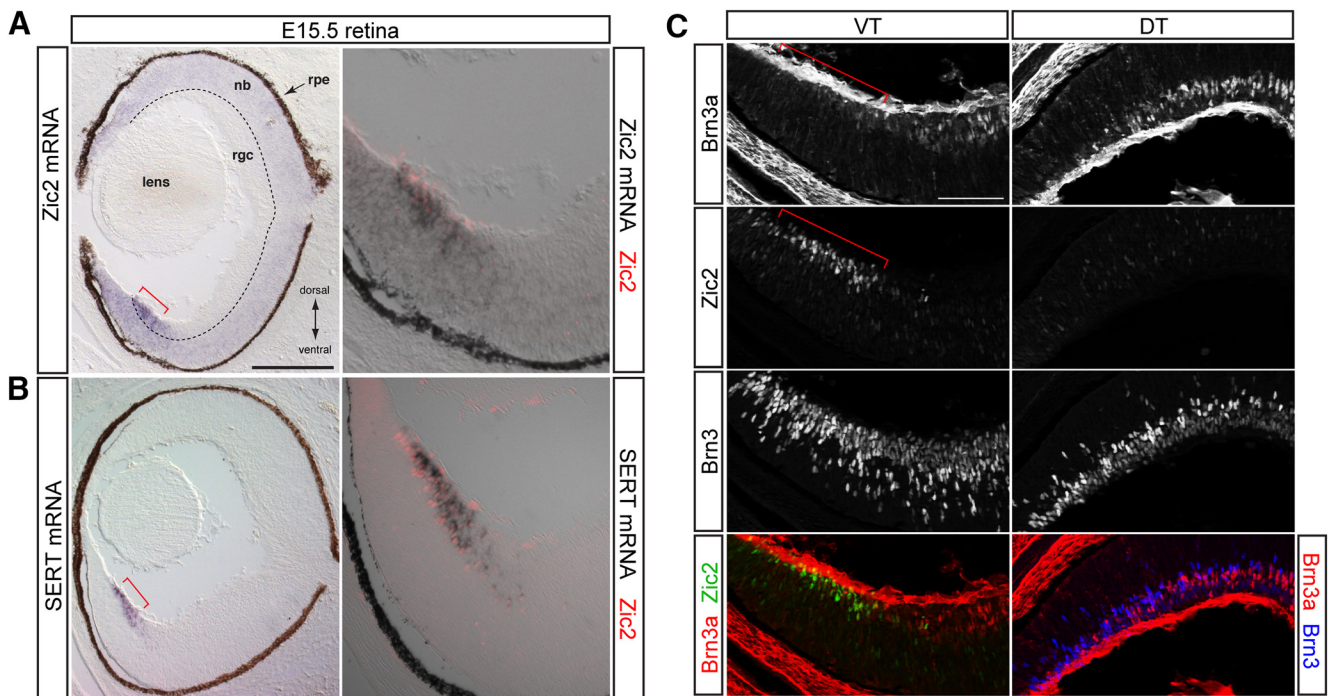 A
E15.5 retina
Zic2 mRNA
nb
rpe
rgc
lens
dorsal
ventral
Zic2 mRNA Zic2
B
SERT mRNA
SERT mRNA Zic2
C
VT
DT
Brn3a
Zic2
Brn3
Brn3a Zic2
Brn3a Brn3